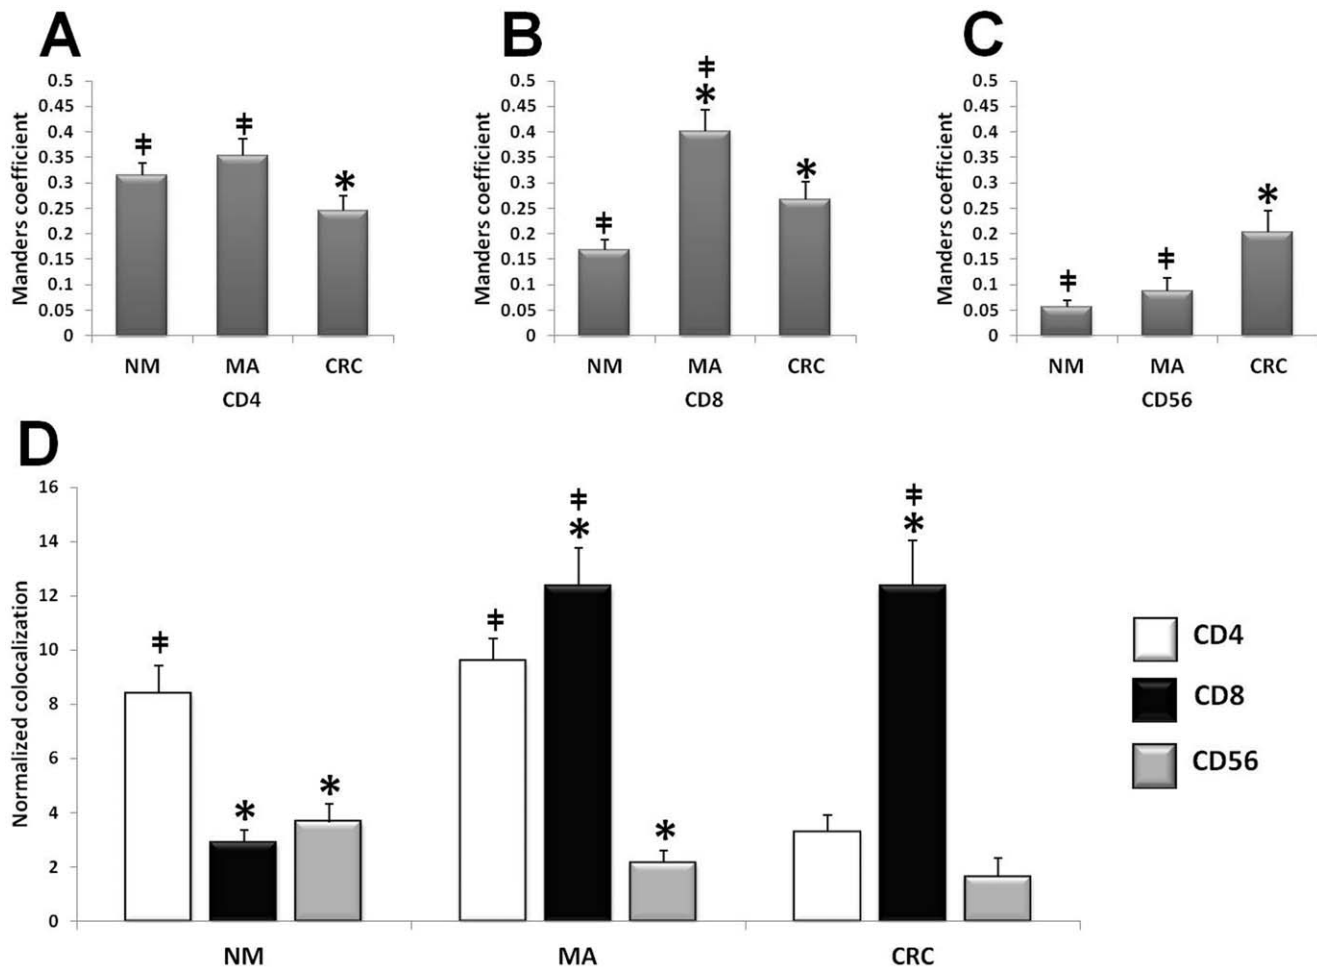 A
B
C
Manders coefficient
0.5
0.45
0.4
0.35
0.3
0.25
0.2
0.15
0.1
0.05
0
ǂ
ǂ
*
NM MA CRC
CD4
Manders coefficient
0.5
0.45
0.4
0.35
0.3
0.25
0.2
0.15
0.1
0.05
0
ǂ
ǂ
*
*
NM MA CRC
CD8
Manders coefficient
0.5
0.45
0.4
0.35
0.3
0.25
0.2
0.15
0.1
0.05
0
ǂ
ǂ
*
NM MA CRC
CD56
D
Normalized colocalization
16
14
12
10
8
6
4
2
0
ǂ
*
*
ǂ
ǂ
*
*
ǂ
*
NM MA CRC
CD4
CD8
CD56